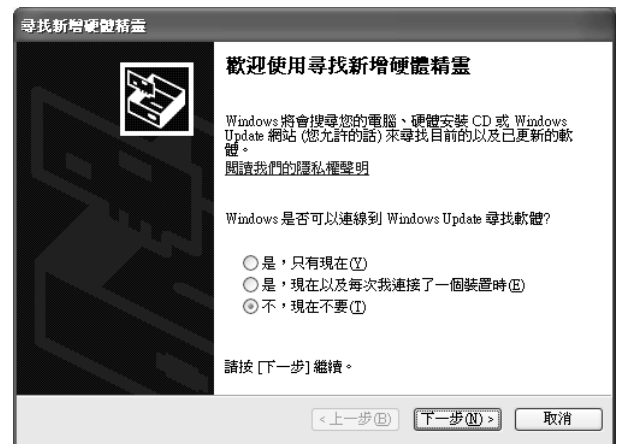 尋找新增硬體精靈
歡迎使用尋找新增硬體精靈
Windows 將會搜尋您的電腦、硬體安裝 CD 或 Windows
Update 網站 (您允許的話) 來尋找目前的以及已更新的軟
體。
閱讀我們的隱私權聲明
Windows 是否可以連線到 Windows Update 尋找軟體?
是，只有現在(Y)
是，現在以及每次我連接了一個裝置時(E)
不，現在不要(T)
請按 [下一步] 繼續。
<上一步(B) 下一步(N)> 取消